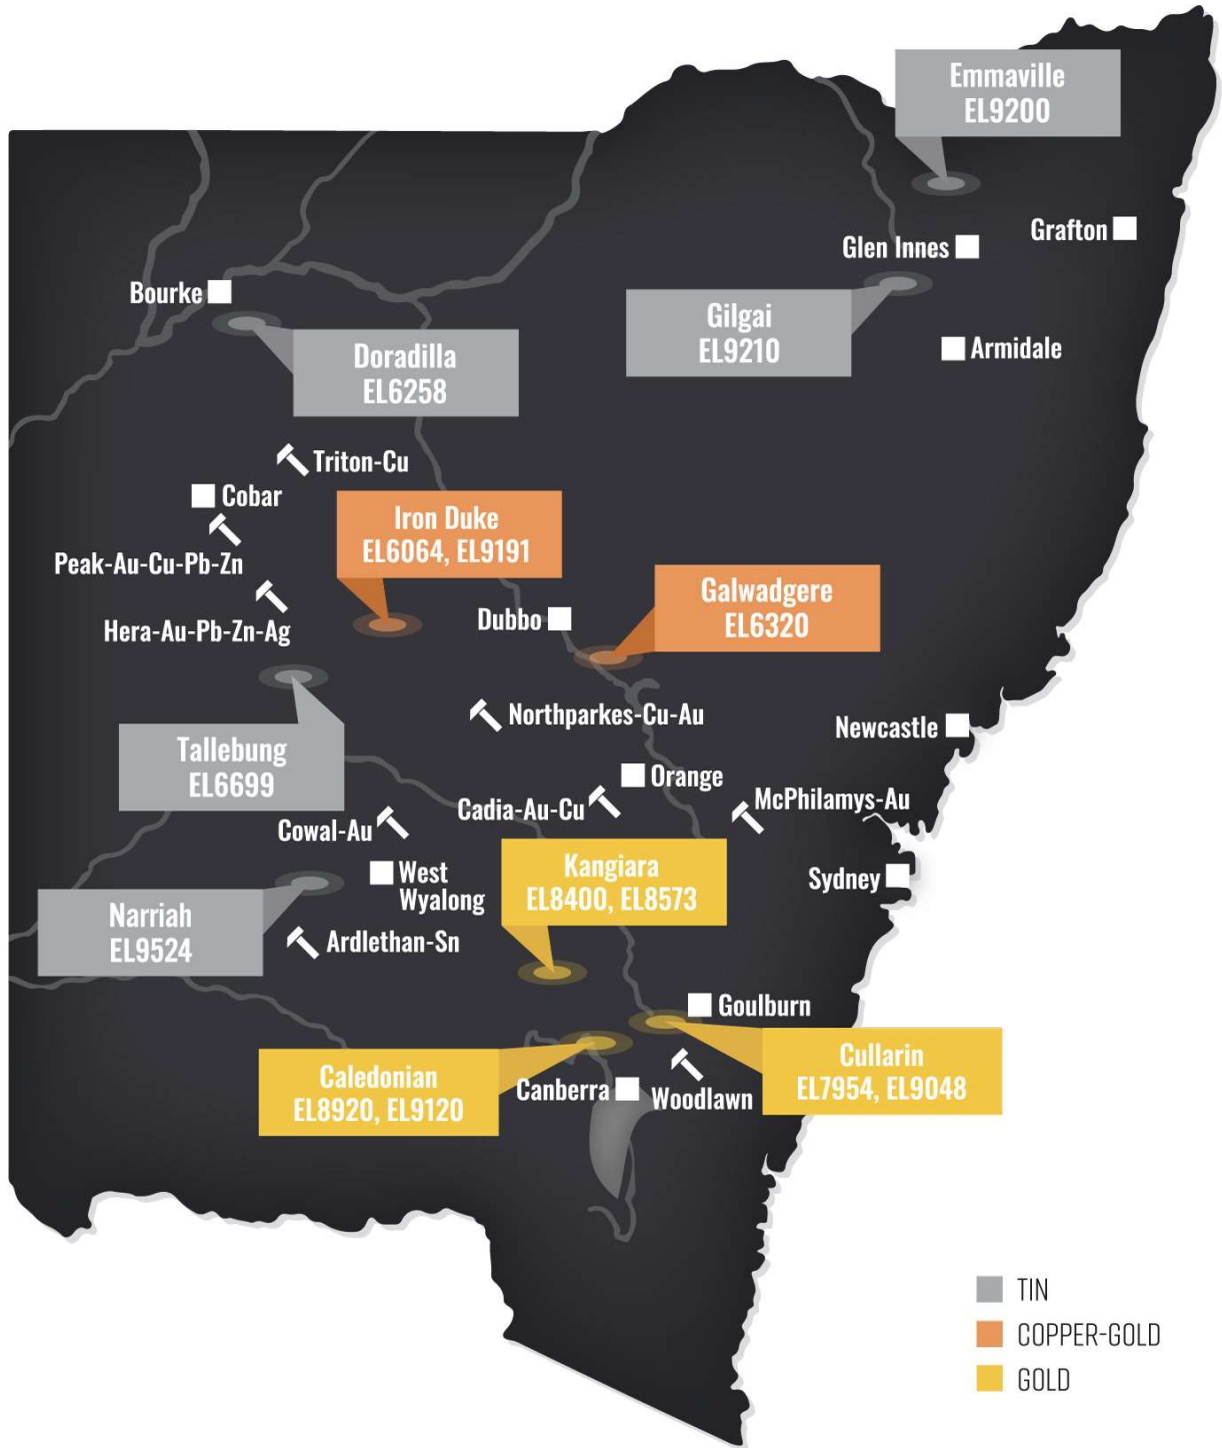 Emmaville
EL9200
Grafton
Glen Innes
Bourke
Gilgai
EL9210
Doradilla
EL6258
Armidale
Triton-Cu
Cobar
Iron Duke
EL6064, EL9191
Peak-Au-Cu-Pb-Zn
Galwadgere
EL6320
Dubbo
Hera-Au-Pb-Zn-Ag
Northparkes-Cu-Au
Newcastle
Tallebung
EL6699
Orange
McPhilamys-Au
Cadia-Au-Cu
Cowal-Au
Kangiara
EL8400, EL8573
West
Wyalong
Sydney
Narriah
EL9524
Ardlethan-Sn
Goulburn
Cullarin
EL7954, EL9048
Caledonian
EL8920, EL9120
Canberra
Woodlawn
TIN
COPPER-GOLD
GOLD